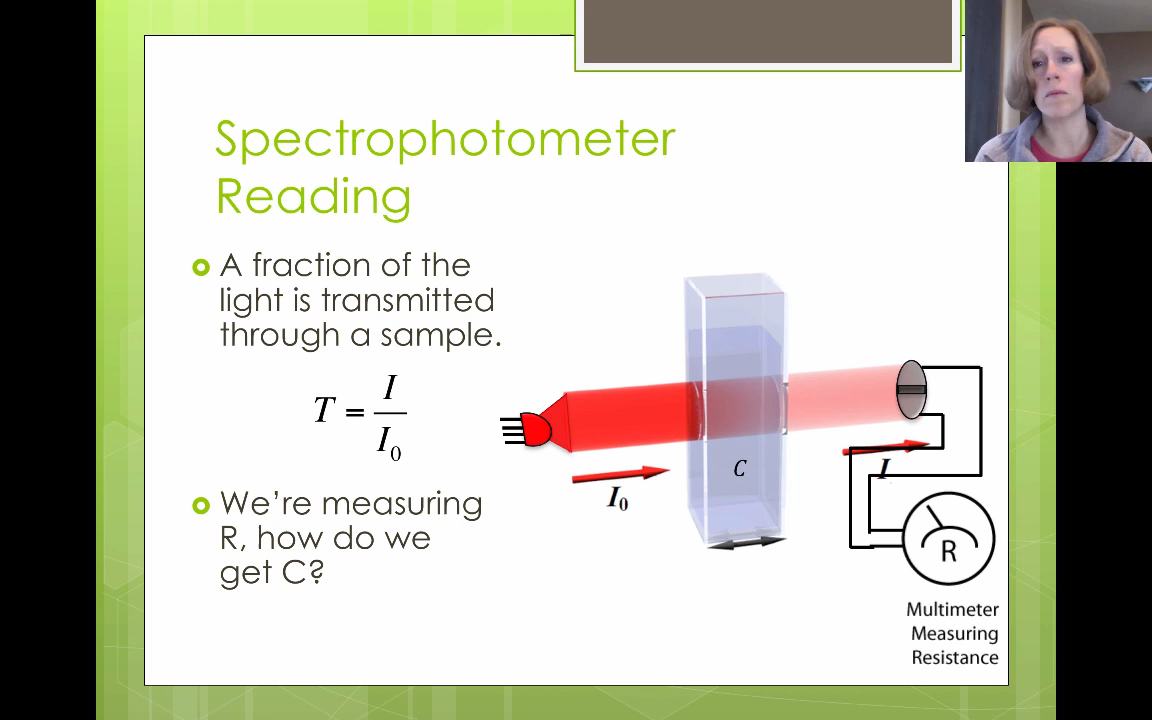 Spectrophotometer
Reading
A fraction of the
light is transmitted
through a sample.
T = I / I₀
We're measuring
R, how do we
get C?
I₀
C
I
R
Multimeter
Measuring
Resistance